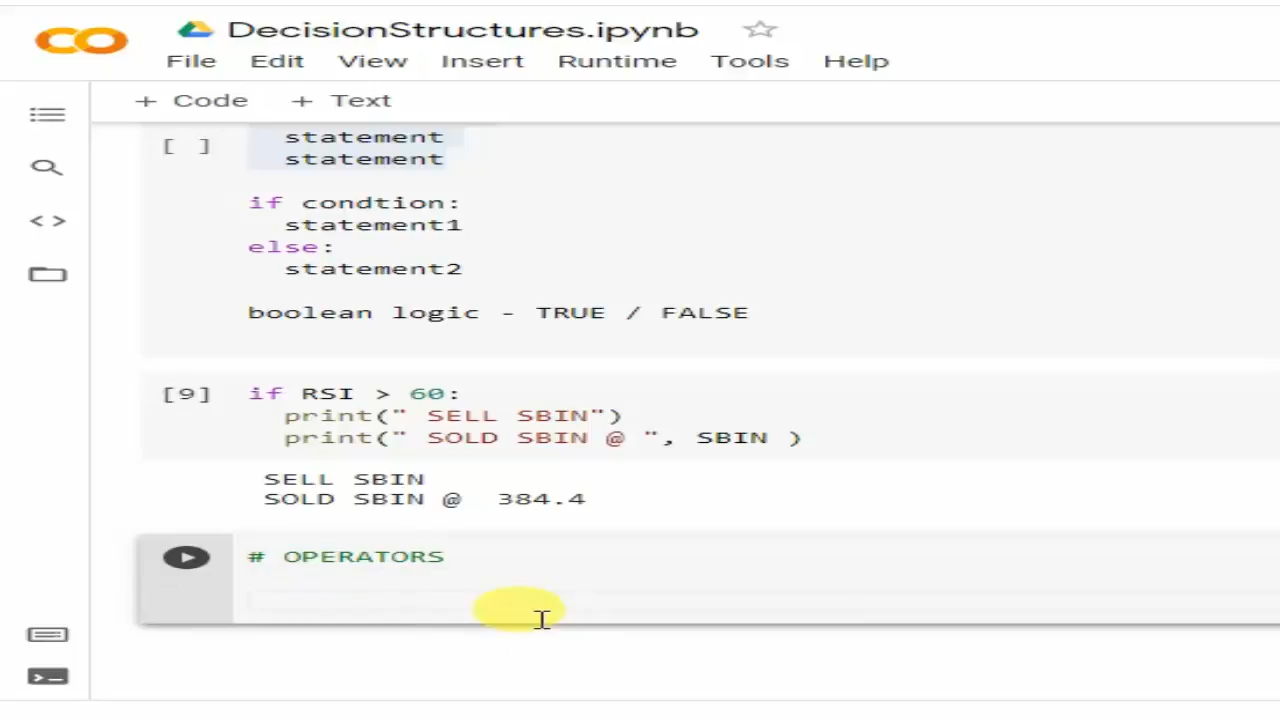 DecisionStructures.ipynb
File Edit View Insert Runtime Tools Help
+ Code + Text
[ ] statement
statement
if condtion:
statement1
else:
statement2
boolean logic - TRUE / FALSE
[9] if RSI > 60:
print(" SELL SBIN")
print(" SOLD SBIN @ ", SBIN )
SELL SBIN
SOLD SBIN @ 384.4
# OPERATORS